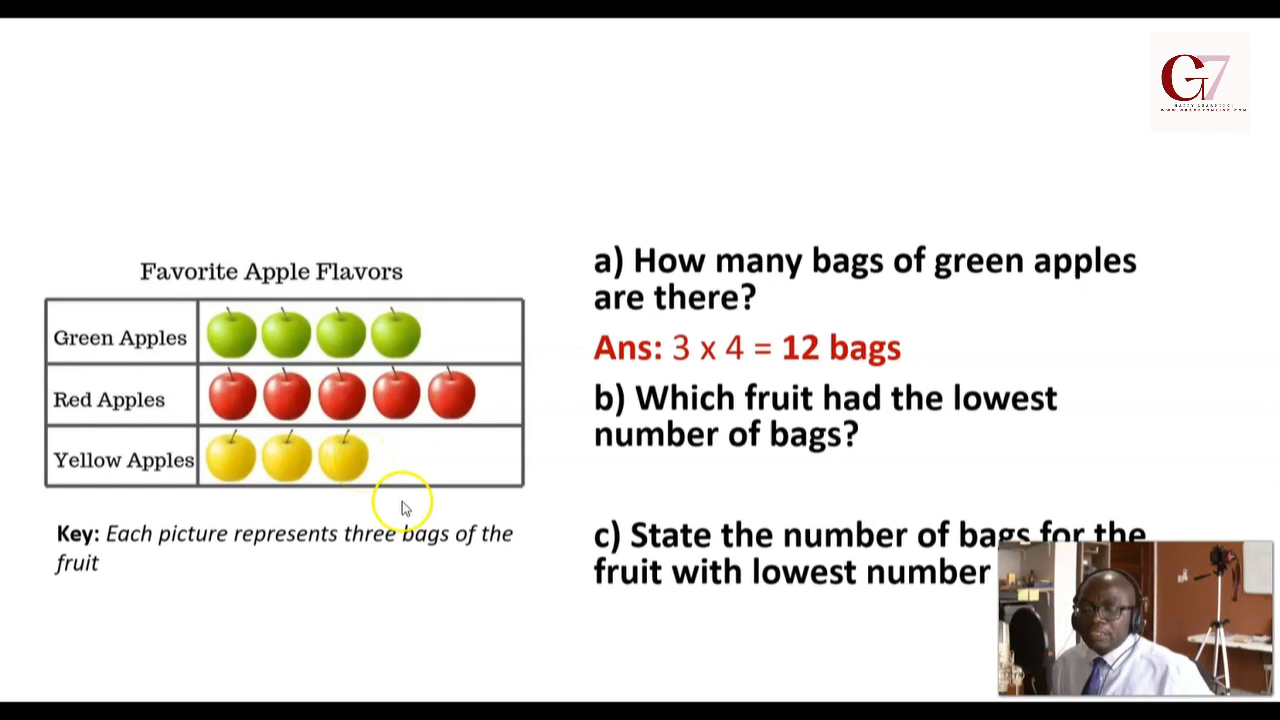 G7
Favorite Apple Flavors
Green Apples
Red Apples
Yellow Apples
Key: Each picture represents three bags of the
fruit
a) How many bags of green apples
are there?
Ans: 3 x 4 = 12 bags
b) Which fruit had the lowest
number of bags?
c) State the number of bags for the
fruit with lowest number